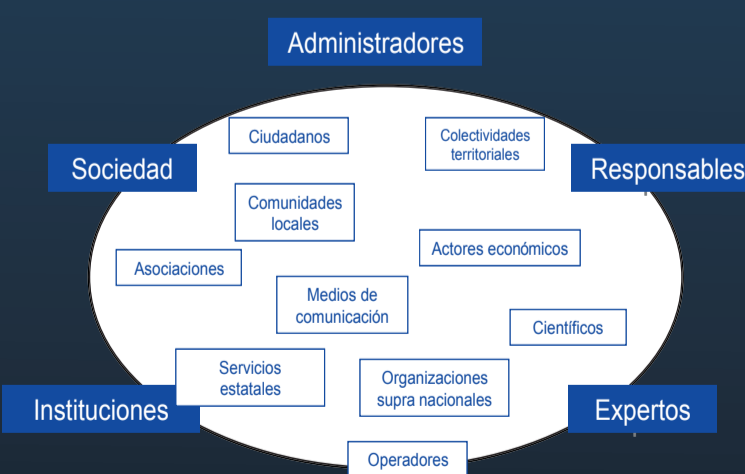 Administradores
Ciudadanos
Colectividades
territoriales
Sociedad
Responsables
Comunidades
locales
Actores económicos
Asociaciones
Medios de
comunicación
Científicos
Servicios
estatales
Organizaciones
supra nacionales
Instituciones
Expertos
Operadores